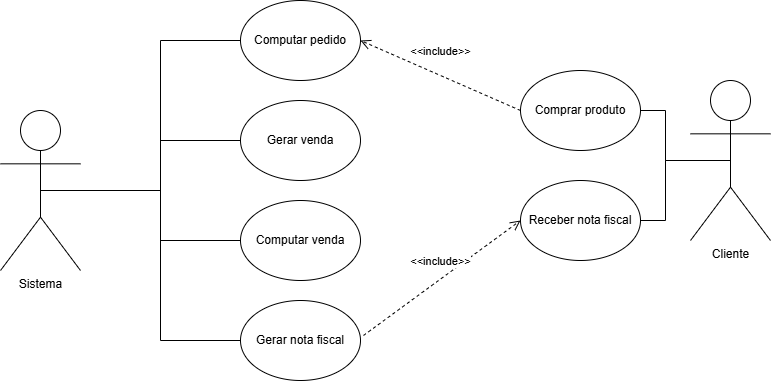 Computar pedido
<<include>>
Comprar produto
Gerar venda
Receber nota fiscal
Computar venda
Cliente
<<include>>
Sistema
Gerar nota fiscal